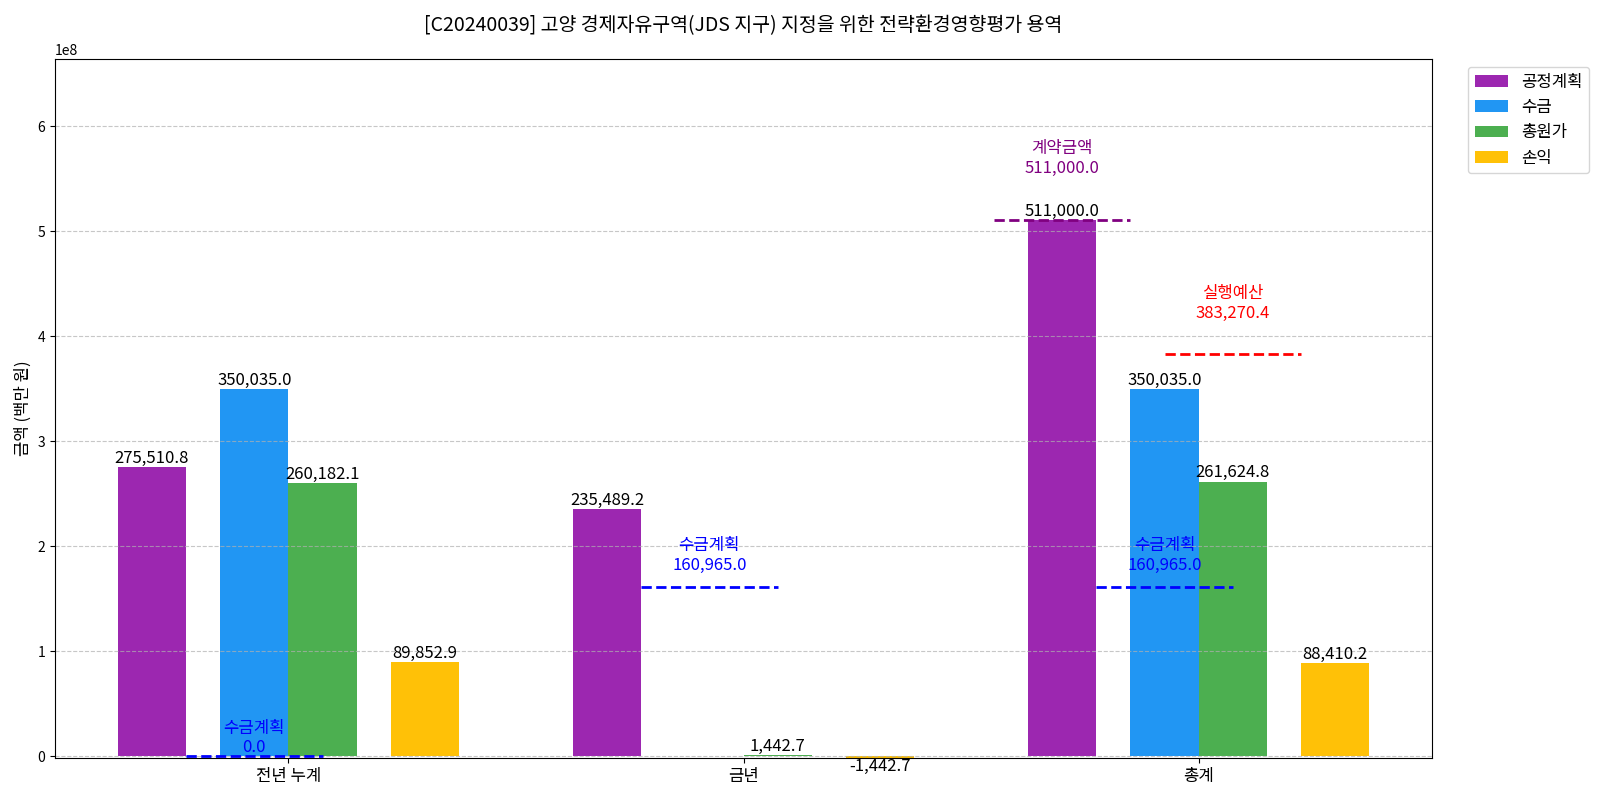 [C20240039] 고양 경제자유구역(JDS 지구) 지정을 위한 전략환경영향평가 용역
1e8
금액 (백만 원)
6
5
4
3
2
1
0
공정계획
수금
총원가
손익
275,510.8
350,035.0
260,182.1
89,852.9
수금계획
0.0
235,489.2
수금계획
160,965.0
1,442.7
-1,442.7
계약금액
511,000.0
511,000.0
실행예산
383,270.4
350,035.0
261,624.8
수금계획
160,965.0
88,410.2
전년 누계
금년
총계